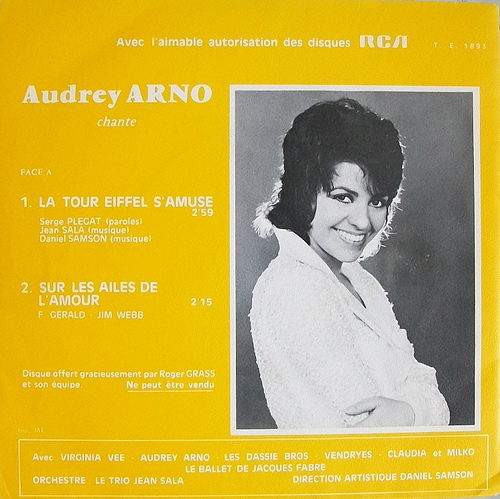 Avec l'aimable autorisation des disques RCA
T. E. 1893
Audrey ARNO
chante
FACE A
1. LA TOUR EIFFEL S'AMUSE
2'59
Serge PLEGAT (paroles)
Jean SALA (musique)
Daniel SAMSON (musique)
2. SUR LES AILES DE
L'AMOUR 2'15
F. GÉRALD - JIM WEBB
Disque offert gracieusement par Roger GRASS
et son équipe. Ne peut être vendu
Avec VIRGINIA VEE - AUDREY ARNO - LES DASSIE BROS - VENDRYES - CLAUDIA et MILKO
LE BALLET DE JACQUES FABRE
ORCHESTRE LE TRIO JEAN SALA DIRECTION ARTISTIQUE DANIEL SAMSON